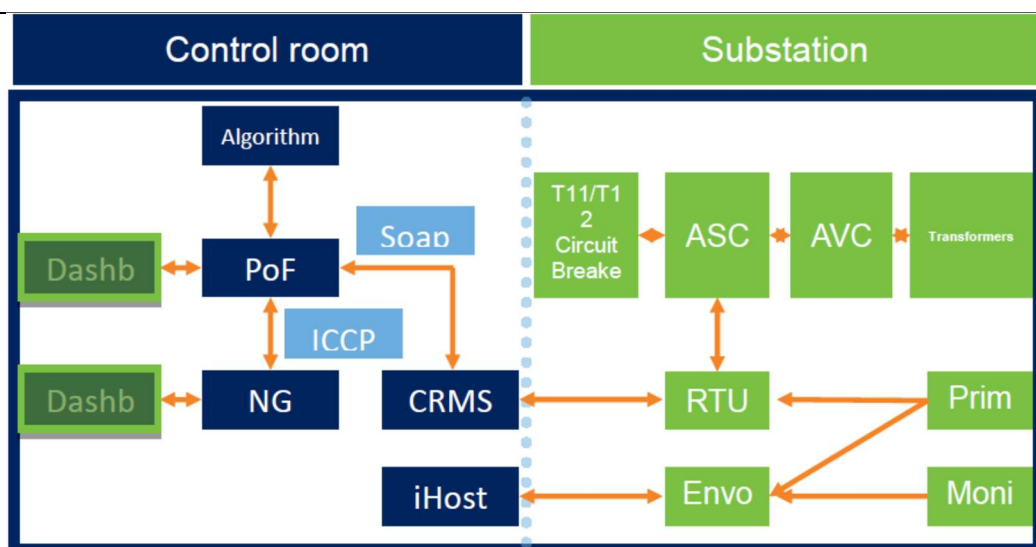 Control room
Substation
Algorithm
Soap
T11/T1
2
Circuit
Breake
ASC
AVC
Transformers
Dashb
PoF
ICCP
Dashb
NG
CRMS
RTU
Prim
iHost
Envo
Moni